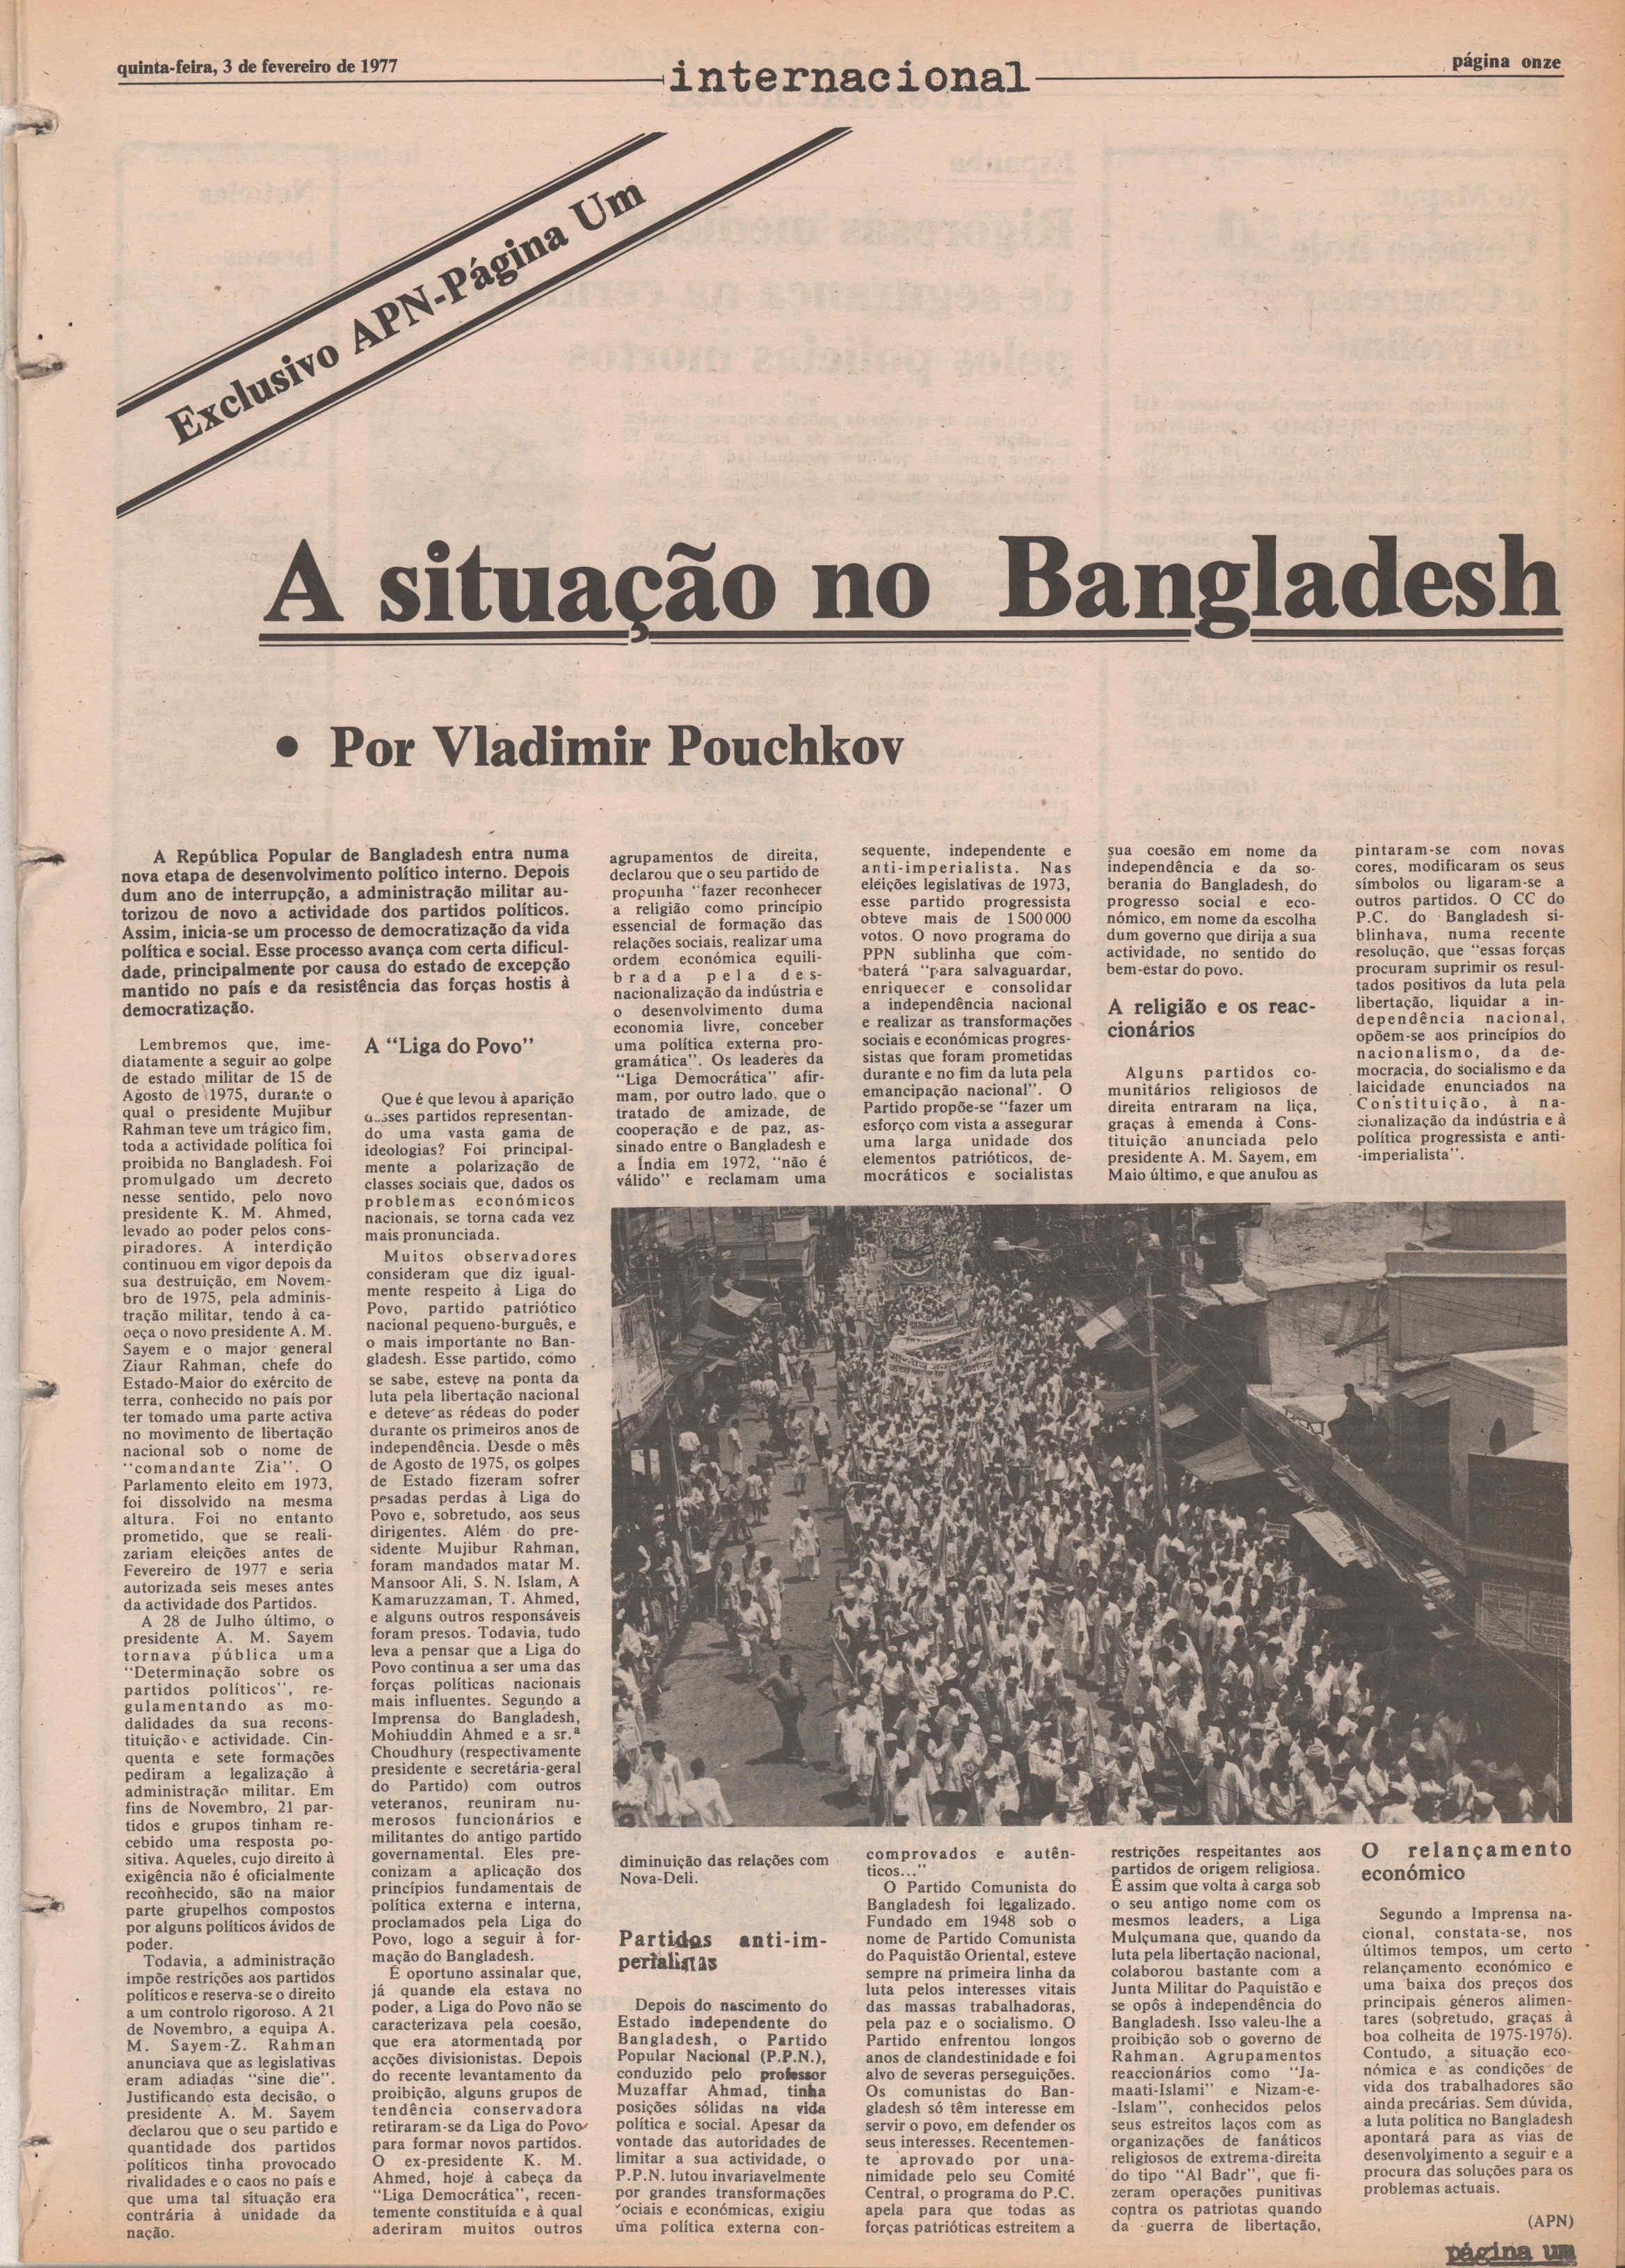 quinta-feira, 3 de fevereiro de 1977
internacional
página onze
Exclusivo APN-Página Um
A situação no Bangladesh
• Por Vladimir Pouchkov
A República Popular de Bangladesh entra numa
nova etapa de desenvolvimento político interno. Depois
dum ano de interrupção, a administração militar au-
torizou de novo a actividade dos partidos políticos.
Assim, inicia-se um processo de democratização da vida
política e social. Esse processo avança com certa dificul-
dade, principalmente por causa do estado de excepção
mantido no país e da resistência das forças hostis à
democratização.
Lembremos que, ime-
diatamente a seguir ao golpe
de estado militar de 15 de
Agosto de 1975, durante o
qual o presidente Mujibur
Rahman teve um trágico fim,
toda a actividade política foi
proibida no Bangladesh. Foi
promulgado um decreto
nesse sentido, pelo novo
presidente K. M. Ahmed,
levado ao poder pelos cons-
piradores. A interdição
continuou em vigor depois da
sua destruição, em Novem-
bro de 1975, pela adminis-
tração militar, tendo à ca-
oeça o novo presidente A. M.
Sayem e o major general
Ziaur Rahman, chefe do
Estado-Maior do exército de
terra, conhecido no país por
ter tomado uma parte activa
no movimento de libertação
nacional sob o nome de
"comandante Zia". O
Parlamento eleito em 1973,
foi dissolvido na mesma
altura. Foi no entanto
prometido, que se reali-
zariam eleições antes de
Fevereiro de 1977 e seria
autorizada seis meses antes
da actividade dos Partidos.
A 28 de Julho último, o
presidente A. M. Sayem
tornava pública uma
"Determinação sobre os
partidos políticos", re-
gulamentando as mo-
dalidades da sua recons-
tituição e actividade. Cin-
quenta e sete formações
pediram a legalização à
administração militar. Em
fins de Novembro, 21 par-
tidos e grupos tinham re-
cebido uma resposta po-
sitiva. Aqueles, cujo direito à
exigência não é oficialmente
reconhecido, são na maior
parte grupelhos compostos
por alguns políticos ávidos de
poder.
Todavia, a administração
impõe restrições aos partidos
políticos e reserva-se o direito
a um controlo rigoroso. A 21
de Novembro, a equipa A.
M. Sayem-Z. Rahman
anunciava que as legislativas
eram adiadas "sine die".
Justificando esta decisão, o
presidente A. M. Sayem
declarou que o seu partido e
quantidade dos partidos
políticos tinha provocado
rivalidades e o caos no país e
que uma tal situação era
contrária à unidade da
nação.
A "Liga do Povo"
Que é que levou à aparição
desses partidos representan-
do uma vasta gama de
ideologias? Foi principal-
mente a polarização de
classes sociais que, dados os
problemas económicos
nacionais, se torna cada vez
mais pronunciada.
Muitos observadores
consideram que diz igual-
mente respeito à Liga do
Povo, partido patriótico
nacional pequeno-burguês, e
o mais importante no Ban-
gladesh. Esse partido, como
se sabe, esteve na ponta da
luta pela libertação nacional
e deteve as rédeas do poder
durante os primeiros anos de
independência. Desde o mês
de Agosto de 1975, os golpes
de Estado fizeram sofrer
pesadas perdas à Liga do
Povo e, sobretudo, aos seus
dirigentes. Além do pre-
sidente Mujibur Rahman,
foram mandados matar M.
Mansoor Ali, S. N. Islam, A
Kamaruzzaman, T. Ahmed,
e alguns outros responsáveis
foram presos. Todavia, tudo
leva a pensar que a Liga do
Povo continua a ser uma das
forças políticas nacionais
mais influentes. Segundo a
Imprensa do Bangladesh,
Mohiuddin Ahmed e a sr.ª
Choudhury (respectivamente
presidente e secretária-geral
do Partido) com outros
veteranos, reuniram nu-
merosos funcionários e
militantes do antigo partido
governamental. Eles pre-
conizam a aplicação dos
princípios fundamentais de
política externa e interna,
proclamados pela Liga do
Povo, logo a seguir à for-
mação do Bangladesh.
É oportuno assinalar que,
já quando ela estava no
poder, a Liga do Povo não se
caracterizava pela coesão,
que era atormentada por
acções divisionistas. Depois
do recente levantamento da
proibição, alguns grupos de
tendência conservadora
retiraram-se da Liga do Povo
para formar novos partidos.
O ex-presidente K. M.
Ahmed, hoje à cabeça da
"Liga Democrática", recen-
temente constituída e à qual
aderiram muitos outros
agrupamentos de direita,
declarou que o seu partido de
propunha "fazer reconhecer
a religião como princípio
essencial de formação das
relações sociais, realizar uma
ordem económica equili-
brada pela des-
nacionalização da indústria e
o desenvolvimento duma
economia livre, conceber
uma política externa pro-
gramática". Os leaderes da
"Liga Democrática" afir-
mam, por outro lado, que o
tratado de amizade, de
cooperação e de paz, as-
sinado entre o Bangladesh e
a Índia em 1972, "não é
válido" e reclamam uma
diminuição das relações com
Nova-Deli.
Partidos anti-im-
perialistas
Depois do nascimento do
Estado independente do
Bangladesh, o Partido
Popular Nacional (P.P.N.),
conduzido pelo professor
Muzaffar Ahmad, tinha
posições sólidas na vida
política e social. Apesar da
vontade das autoridades de
limitar a sua actividade, o
P.P.N. lutou invariavelmente
por grandes transformações
sociais e económicas, exigiu
uma política externa con-
sequente, independente e
anti-imperialista. Nas
eleições legislativas de 1973,
esse partido progressista
obteve mais de 1 500 000
votos. O novo programa do
PPN sublinha que com-
baterá "para salvaguardar,
enriquecer e consolidar
a independência nacional
e realizar as transformações
sociais e económicas progres-
sistas que foram prometidas
durante e no fim da luta pela
emancipação nacional". O
Partido propõe-se "fazer um
esforço com vista a assegurar
uma larga unidade dos
elementos patrióticos, de-
mocráticos e socialistas
comprovados e autên-
ticos..."
O Partido Comunista do
Bangladesh foi legalizado.
Fundado em 1948 sob o
nome de Partido Comunista
do Paquistão Oriental, esteve
sempre na primeira linha da
luta pelos interesses vitais
das massas trabalhadoras,
pela paz e o socialismo. O
Partido enfrentou longos
anos de clandestinidade e foi
alvo de severas perseguições.
Os comunistas do Ban-
gladesh só têm interesse em
servir o povo, em defender os
seus interesses. Recentemen-
te aprovado por una-
nimidade pelo seu Comité
Central, o programa do P.C.
apela para que todas as
forças patrióticas estreitem a
sua coesão em nome da
independência e da so-
berania do Bangladesh, do
progresso social e eco-
nómico, em nome da escolha
dum governo que dirija a sua
actividade, no sentido do
bem-estar do povo.
A religião e os reac-
cionários
Alguns partidos co-
munitários religiosos de
direita entraram na liça,
graças à emenda à Cons-
tituição anunciada pelo
presidente A. M. Sayem, em
Maio último, e que anulou as
restrições respeitantes aos
partidos de origem religiosa.
É assim que volta à carga sob
o seu antigo nome com os
mesmos leaders, a Liga
Mulçumana que, quando da
luta pela libertação nacional,
colaborou bastante com a
Junta Militar do Paquistão e
se opôs à independência do
Bangladesh. Isso valeu-lhe a
proibição sob o governo de
Rahman. Agrupamentos
reaccionários como "Ja-
maati-Islami" e Nizam-e-
-Islam", conhecidos pelos
seus estreitos laços com as
organizações de fanáticos
religiosos de extrema-direita
do tipo "Al Badr", que fi-
zeram operações punitivas
contra os patriotas quando
da guerra de libertação,
pintaram-se com novas
cores, modificaram os seus
símbolos ou ligaram-se a
outros partidos. O CC do
P.C. do Bangladesh si-
blinhava, numa recente
resolução, que "essas forças
procuram suprimir os resul-
tados positivos da luta pela
libertação, liquidar a in-
dependência nacional,
opõem-se aos princípios do
nacionalismo, da de-
mocracia, do socialismo e da
laicidade enunciados na
Constituição, à na-
cionalização da indústria e à
política progressista e anti-
-imperialista".
O relançamento
económico
Segundo a Imprensa na-
cional, constata-se, nos
últimos tempos, um certo
relançamento económico e
uma baixa dos preços dos
principais géneros alimen-
tares (sobretudo, graças à
boa colheita de 1975-1976).
Contudo, a situação eco-
nómica e as condições de
vida dos trabalhadores são
ainda precárias. Sem dúvida,
a luta política no Bangladesh
apontará para as vias de
desenvolvimento a seguir e a
procura das soluções para os
problemas actuais.
(APN)
página um